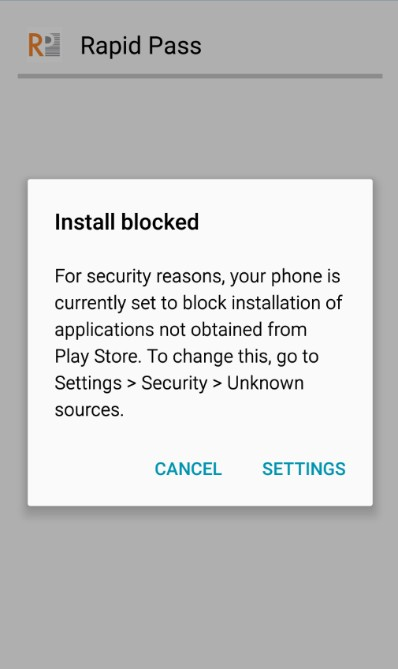 RP Rapid Pass
Install blocked
For security reasons, your phone is
currently set to block installation of
applications not obtained from
Play Store. To change this, go to
Settings > Security > Unknown
sources.
CANCEL SETTINGS